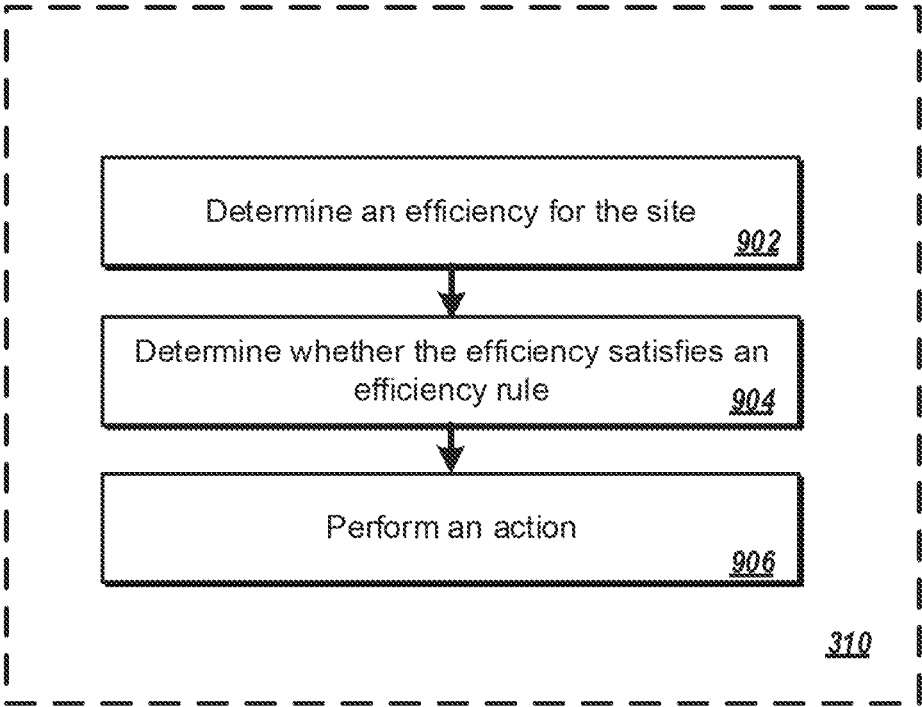 Determine an efficiency for the site
902
Determine whether the efficiency satisfies an
efficiency rule
904
Perform an action
906
310